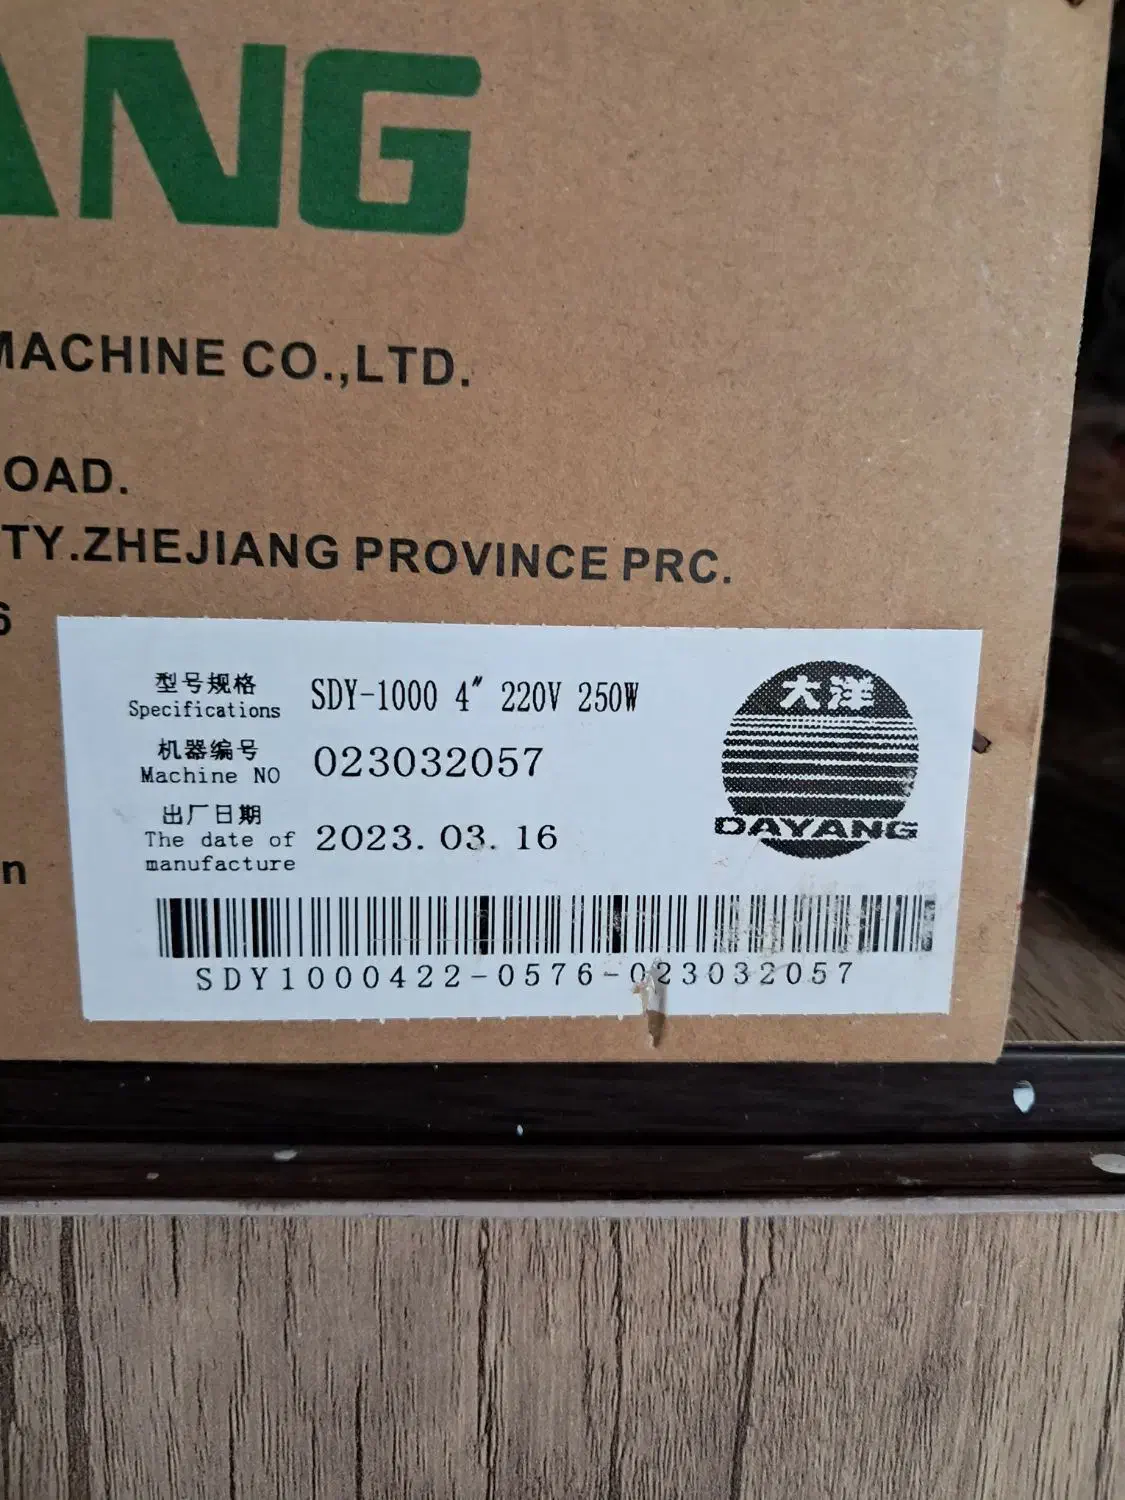 ANG
MACHINE CO.,LTD.
OAD.
TY.ZHEJIANG PROVINCE PRC.
6
n
型号规格
Specifications
SDY-1000 4" 220V 250W
机器编号
Machine NO
023032057
出厂日期
The date of
manufacture
2023.03.16
大洋
DAYANG
SDY1000422-0576-023032057